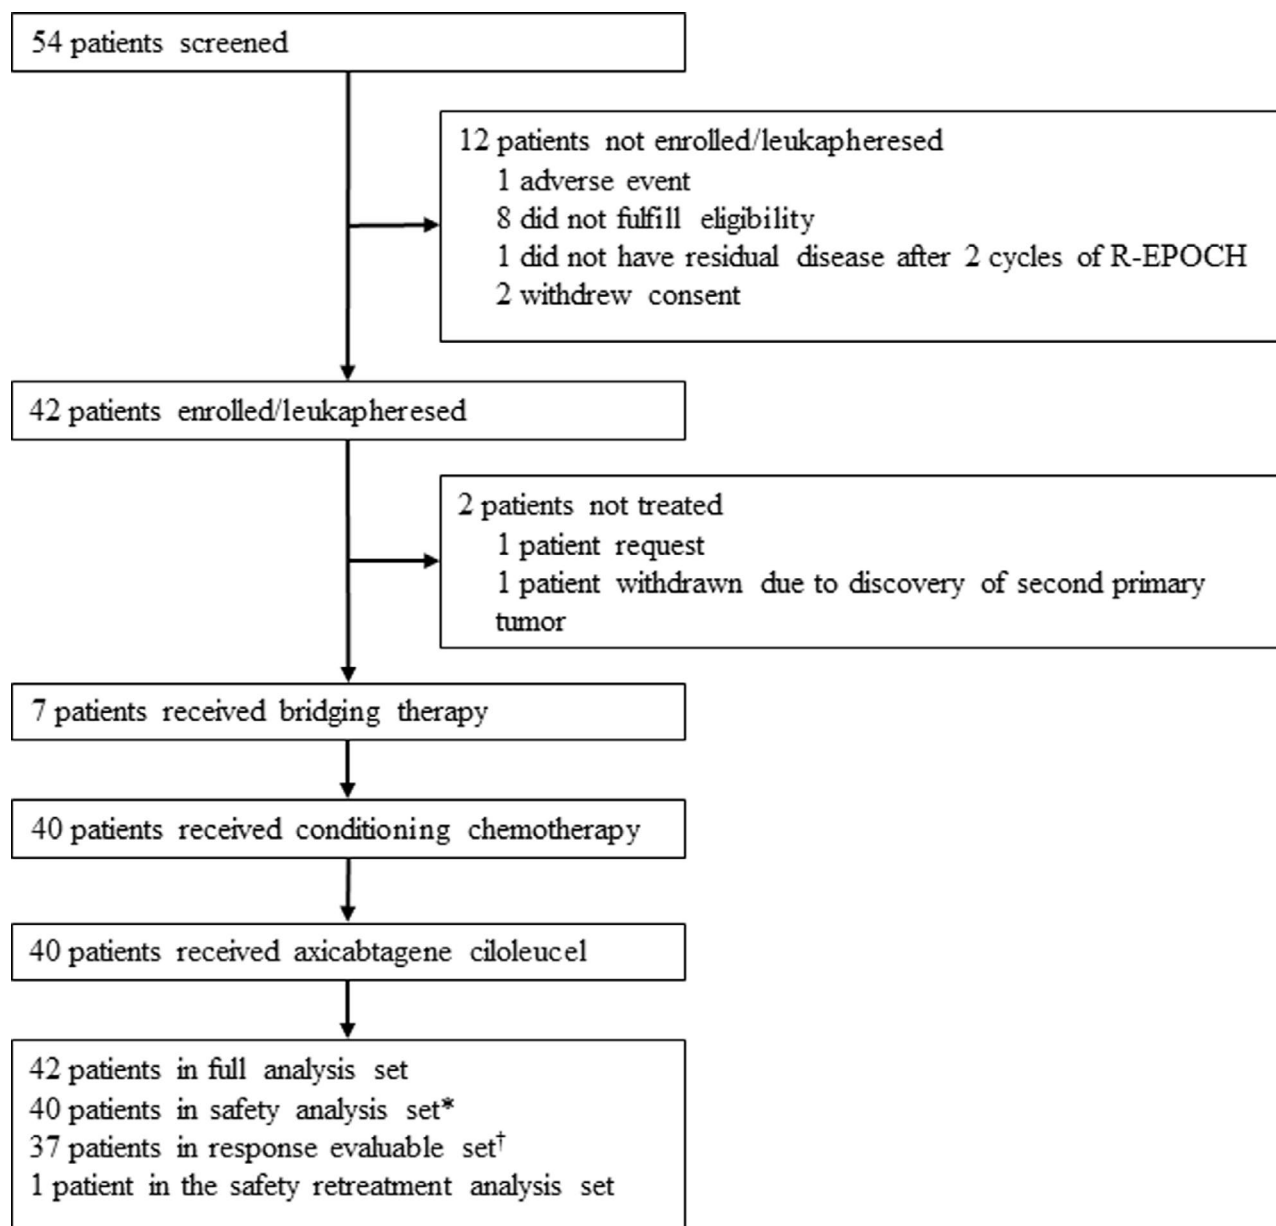 54 patients screened
12 patients not enrolled/leukapheresed
1 adverse event
8 did not fulfill eligibility
1 did not have residual disease after 2 cycles of R-EPOCH
2 withdrew consent
42 patients enrolled/leukapheresed
2 patients not treated
1 patient request
1 patient withdrawn due to discovery of second primary
tumor
7 patients received bridging therapy
40 patients received conditioning chemotherapy
40 patients received axicabtagene ciloleucel
42 patients in full analysis set
40 patients in safety analysis set*
37 patients in response evaluable set†
1 patient in the safety retreatment analysis set